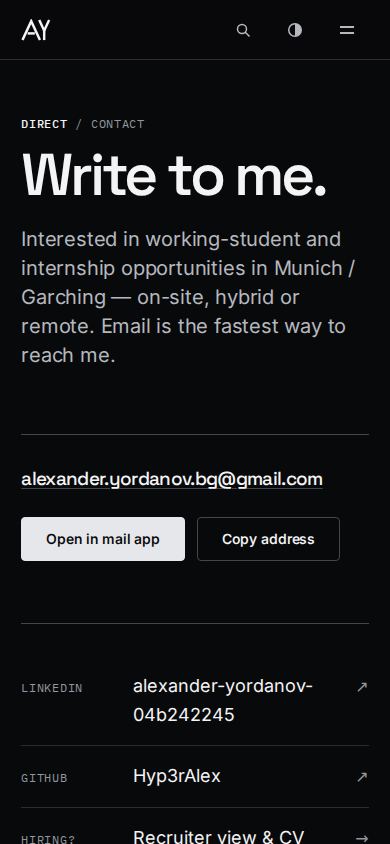 AY
DIRECT / CONTACT
Write to me.
Interested in working-student and
internship opportunities in Munich /
Garching — on-site, hybrid or
remote. Email is the fastest way to
reach me.
alexander.yordanov.bg@gmail.com
Open in mail app
Copy address
LINKEDIN alexander-yordanov-
04b242245 ↗
GITHUB Hyp3rAlex ↗
HIRING? Recruiter view & CV →